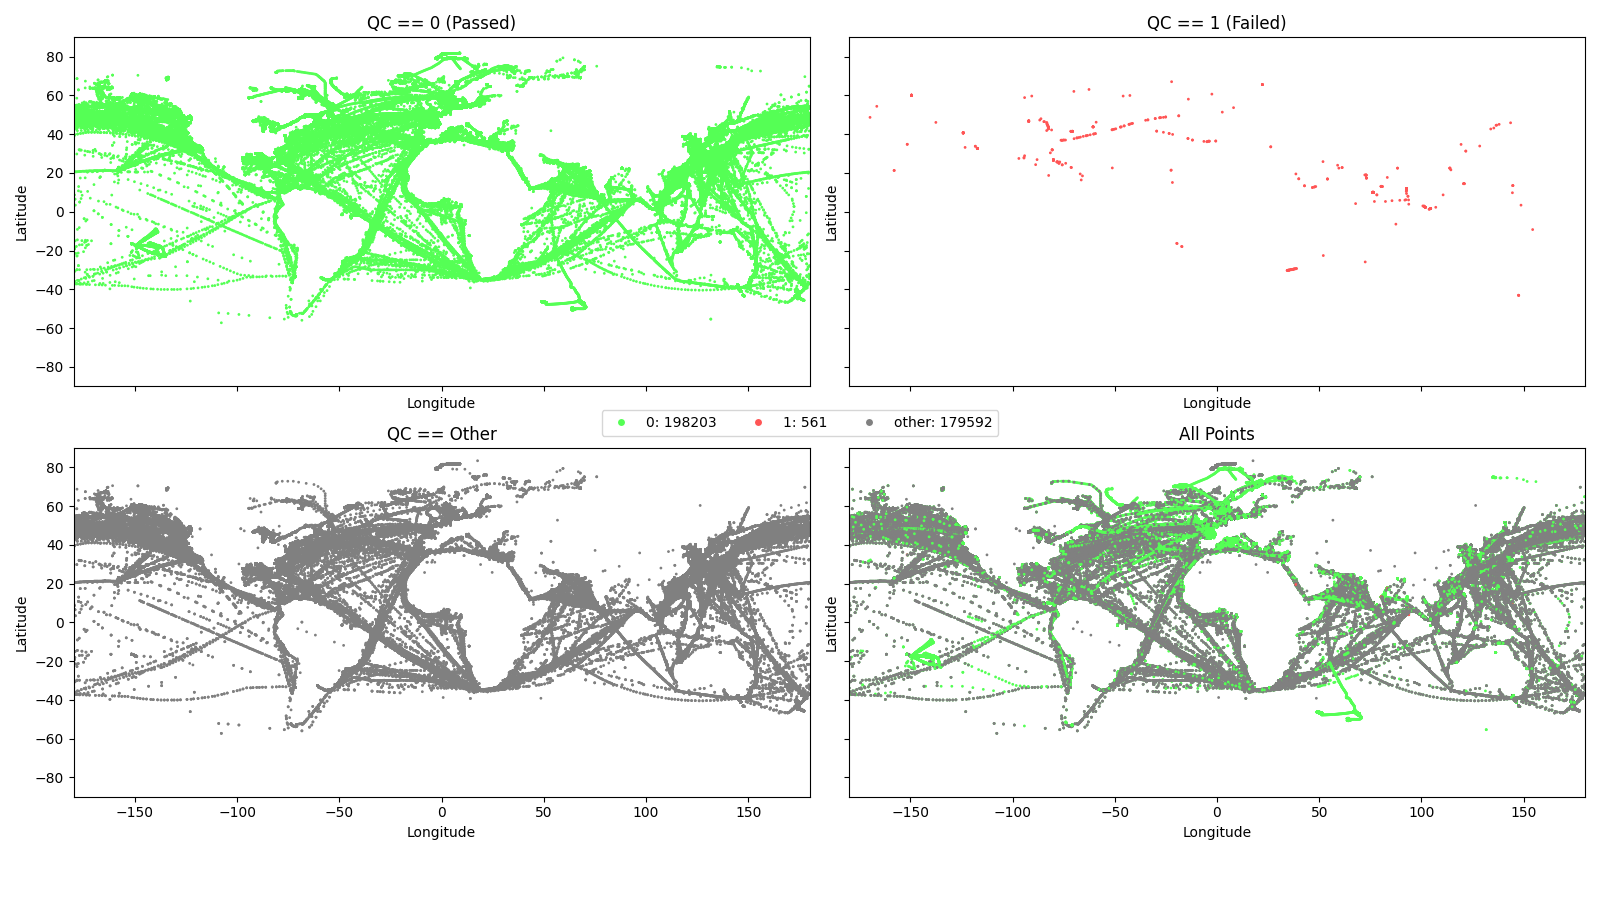 QC == 0 (Passed)
QC == 1 (Failed)
80
60
40
20
0
−20
−40
−60
−80
Latitude
Longitude
Latitude
Longitude
0: 198203 1: 561 other: 179592
QC == Other
All Points
80
60
40
20
0
−20
−40
−60
−80
Latitude
−150 −100 −50 0 50 100 150
Longitude
Latitude
−150 −100 −50 0 50 100 150
Longitude